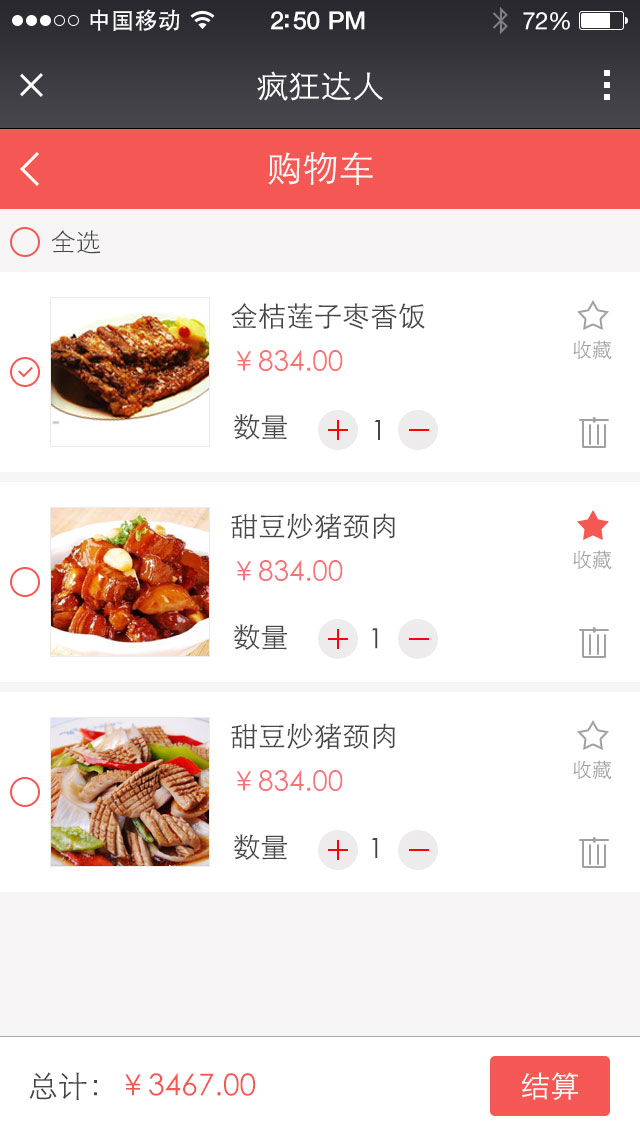 中国移动 2:50 PM 72%
疯狂达人
购物车
全选
金桔莲子枣香饭
￥834.00
收藏
数量 + 1 —
甜豆炒猪颈肉
￥834.00
收藏
数量 + 1 —
甜豆炒猪颈肉
￥834.00
收藏
数量 + 1 —
总计：￥3467.00 结算